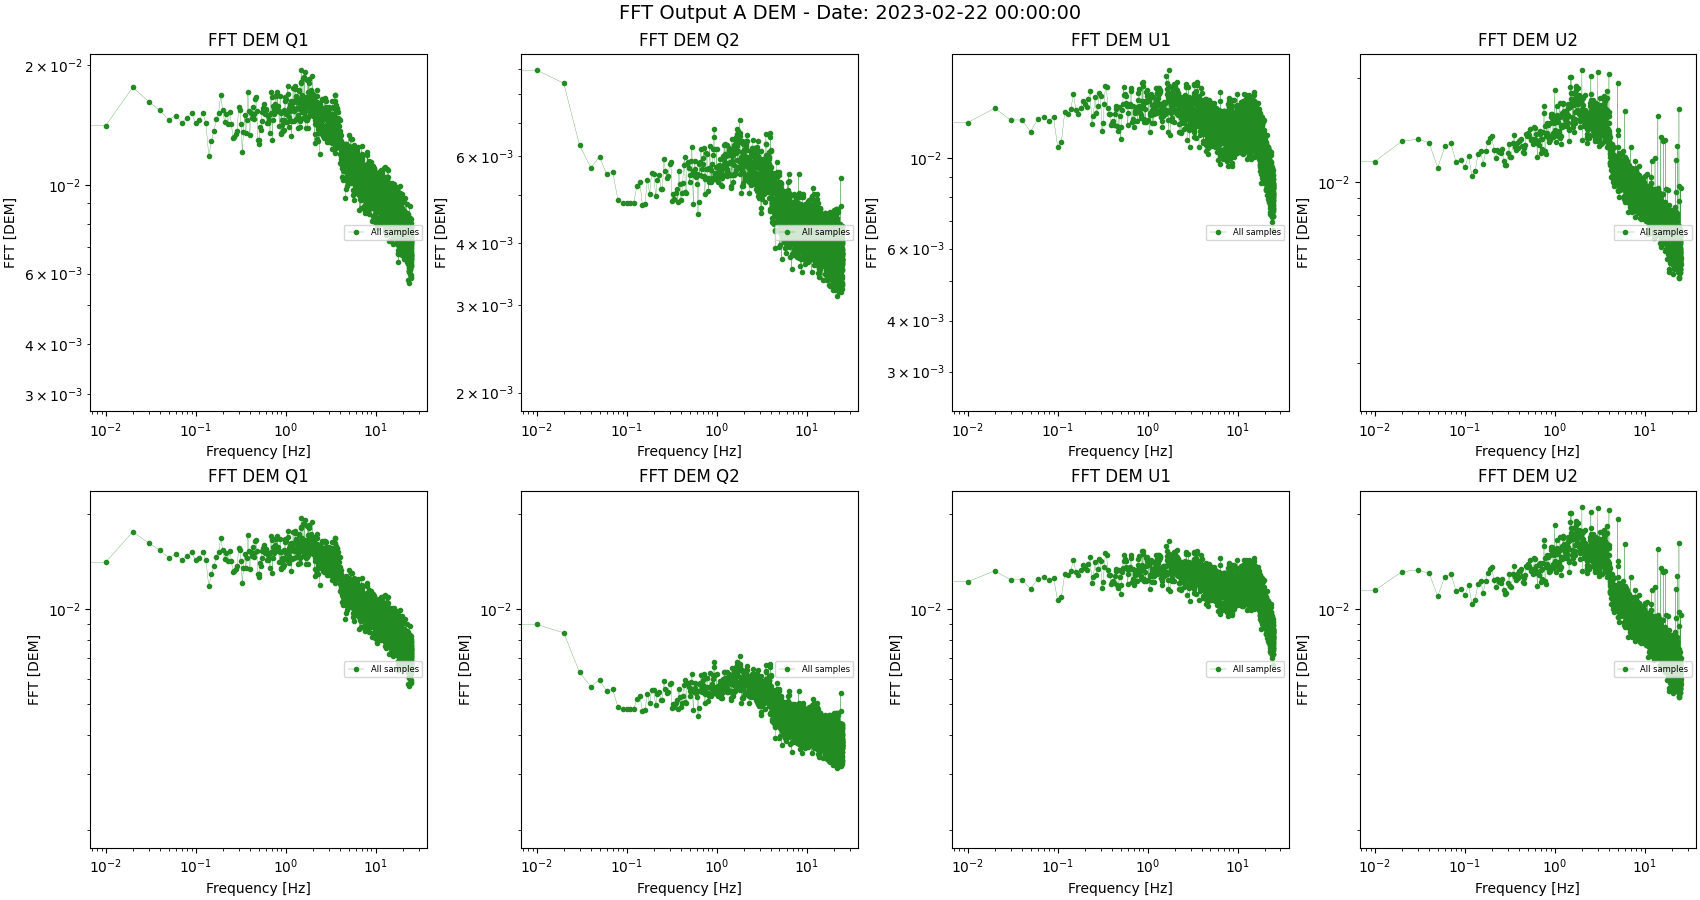 FFT Output A DEM - Date: 2023-02-22 00:00:00
FFT DEM Q1
FFT [DEM]
2 × 10⁻²
10⁻²
6 × 10⁻³
4 × 10⁻³
3 × 10⁻³
All samples
10⁻² 10⁻¹ 10⁰ 10¹
Frequency [Hz]
FFT DEM Q2
FFT [DEM]
6 × 10⁻³
4 × 10⁻³
3 × 10⁻³
2 × 10⁻³
All samples
10⁻² 10⁻¹ 10⁰ 10¹
Frequency [Hz]
FFT DEM U1
FFT [DEM]
10⁻²
6 × 10⁻³
4 × 10⁻³
3 × 10⁻³
All samples
10⁻² 10⁻¹ 10⁰ 10¹
Frequency [Hz]
FFT DEM U2
FFT [DEM]
10⁻²
All samples
10⁻² 10⁻¹ 10⁰ 10¹
Frequency [Hz]
FFT DEM Q1
FFT [DEM]
10⁻²
All samples
10⁻² 10⁻¹ 10⁰ 10¹
Frequency [Hz]
FFT DEM Q2
FFT [DEM]
10⁻²
All samples
10⁻² 10⁻¹ 10⁰ 10¹
Frequency [Hz]
FFT DEM U1
FFT [DEM]
10⁻²
All samples
10⁻² 10⁻¹ 10⁰ 10¹
Frequency [Hz]
FFT DEM U2
FFT [DEM]
10⁻²
All samples
10⁻² 10⁻¹ 10⁰ 10¹
Frequency [Hz]